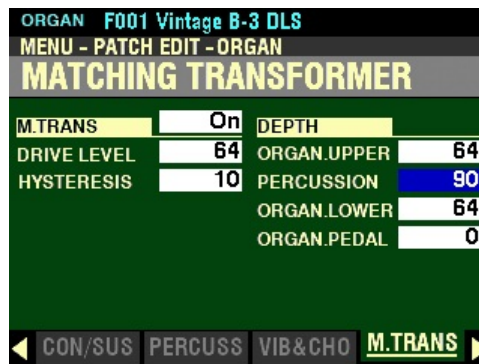 ORGAN F001 Vintage B-3 DLS
MENU - PATCH EDIT - ORGAN
MATCHING TRANSFORMER
M.TRANS On DEPTH
DRIVE LEVEL 64 ORGAN.UPPER 64
HYSTERESIS 10 PERCUSSION 90
ORGAN.LOWER 64
ORGAN.PEDAL 0
CON/SUS PERCUSS VIB&CHO M.TRANS